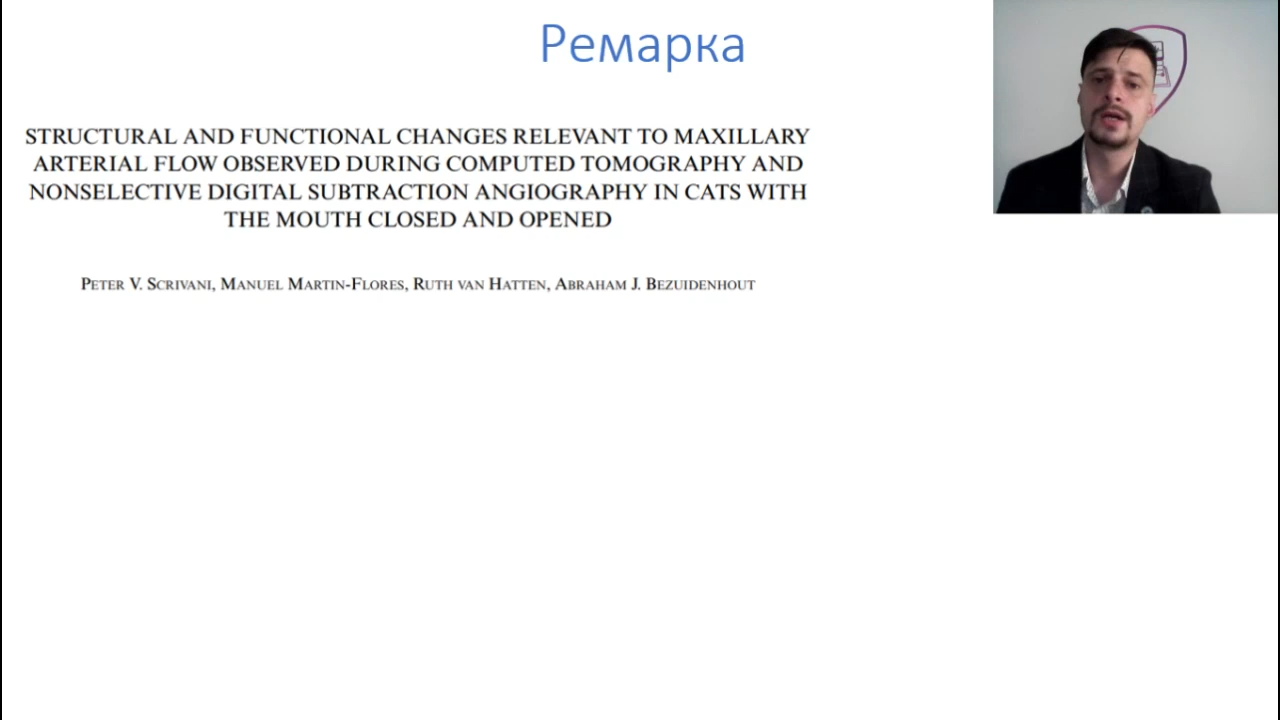 Ремарка
STRUCTURAL AND FUNCTIONAL CHANGES RELEVANT TO MAXILLARY
ARTERIAL FLOW OBSERVED DURING COMPUTED TOMOGRAPHY AND
NONSELECTIVE DIGITAL SUBTRACTION ANGIOGRAPHY IN CATS WITH
THE MOUTH CLOSED AND OPENED
PETER V. SCRIVANI, MANUEL MARTIN-FLORES, RUTH VAN HATTEN, ABRAHAM J. BEZUIDENHOUT